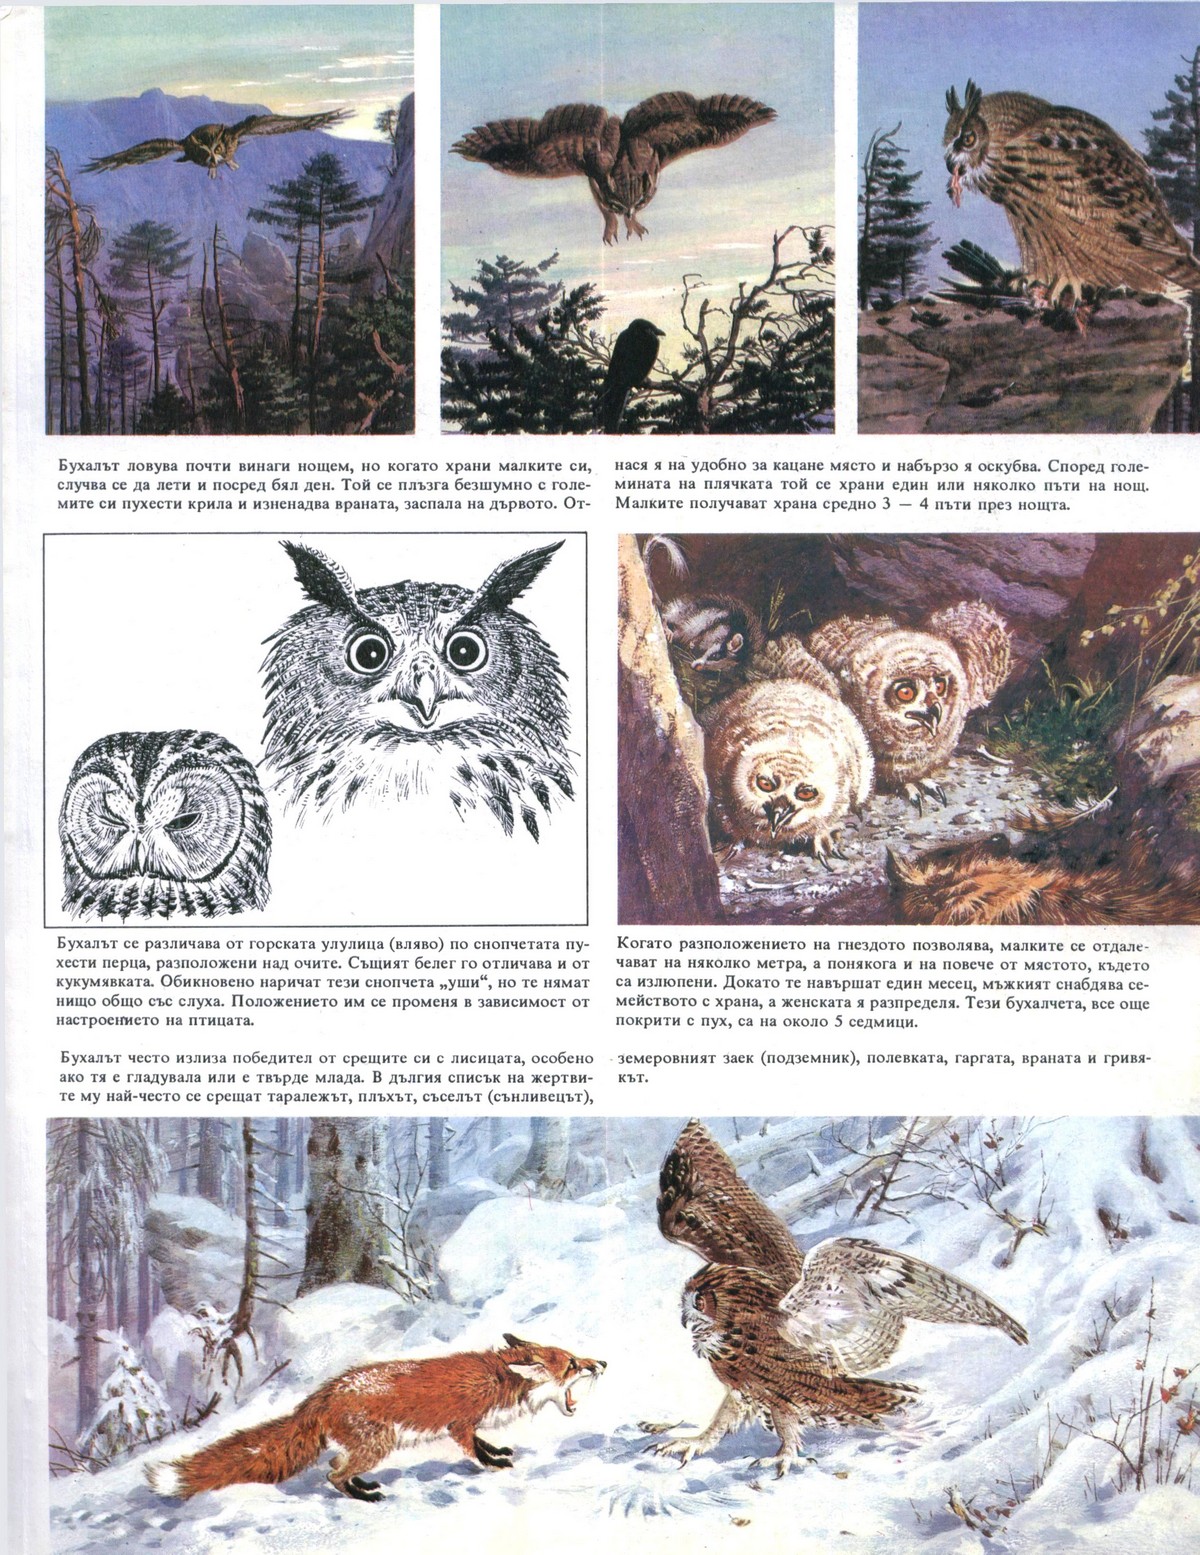 Бухалът ловува почти винаги нощем, но когато храни малките си,
случва се да лети и посред бял ден. Той се плъзга безшумно с голе-
мите си пухести крила и изненадва враната, заспала на дървото. От-
нася я на удобно за кацане място и набързо я оскубва. Според голе-
мината на плячката той се храни един или няколко пъти на нощ.
Малките получават храна средно 3 — 4 пъти през нощта.
Бухалът се различава от горската улулица (вляво) по снопчетата пу-
хести перца, разположени над очите. Същият белег го отличава и от
кукумявката. Обикновено наричат тези снопчета „уши“, но те нямат
нищо общо със слуха. Положението им се променя в зависимост от
настроението на птицата.
Когато разположението на гнездото позволява, малките се отдале-
чават на няколко метра, а понякога и на повече от мястото, където
са излюпени. Докато те навършат един месец, мъжкият снабдява се-
мейството с храна, а женската я разпределя. Тези бухалчета, все още
покрити с пух, са на около 5 седмици.
Бухалът често излиза победител от срещите си с лисицата, особено
ако тя е гладувала или е твърде млада. В дългия списък на жертви-
те му най-често се срещат таралежът, плъхът, съселът (сънливецът),
земеровният заек (подземник), полевката, гаргата, враната и гривя-
кът.